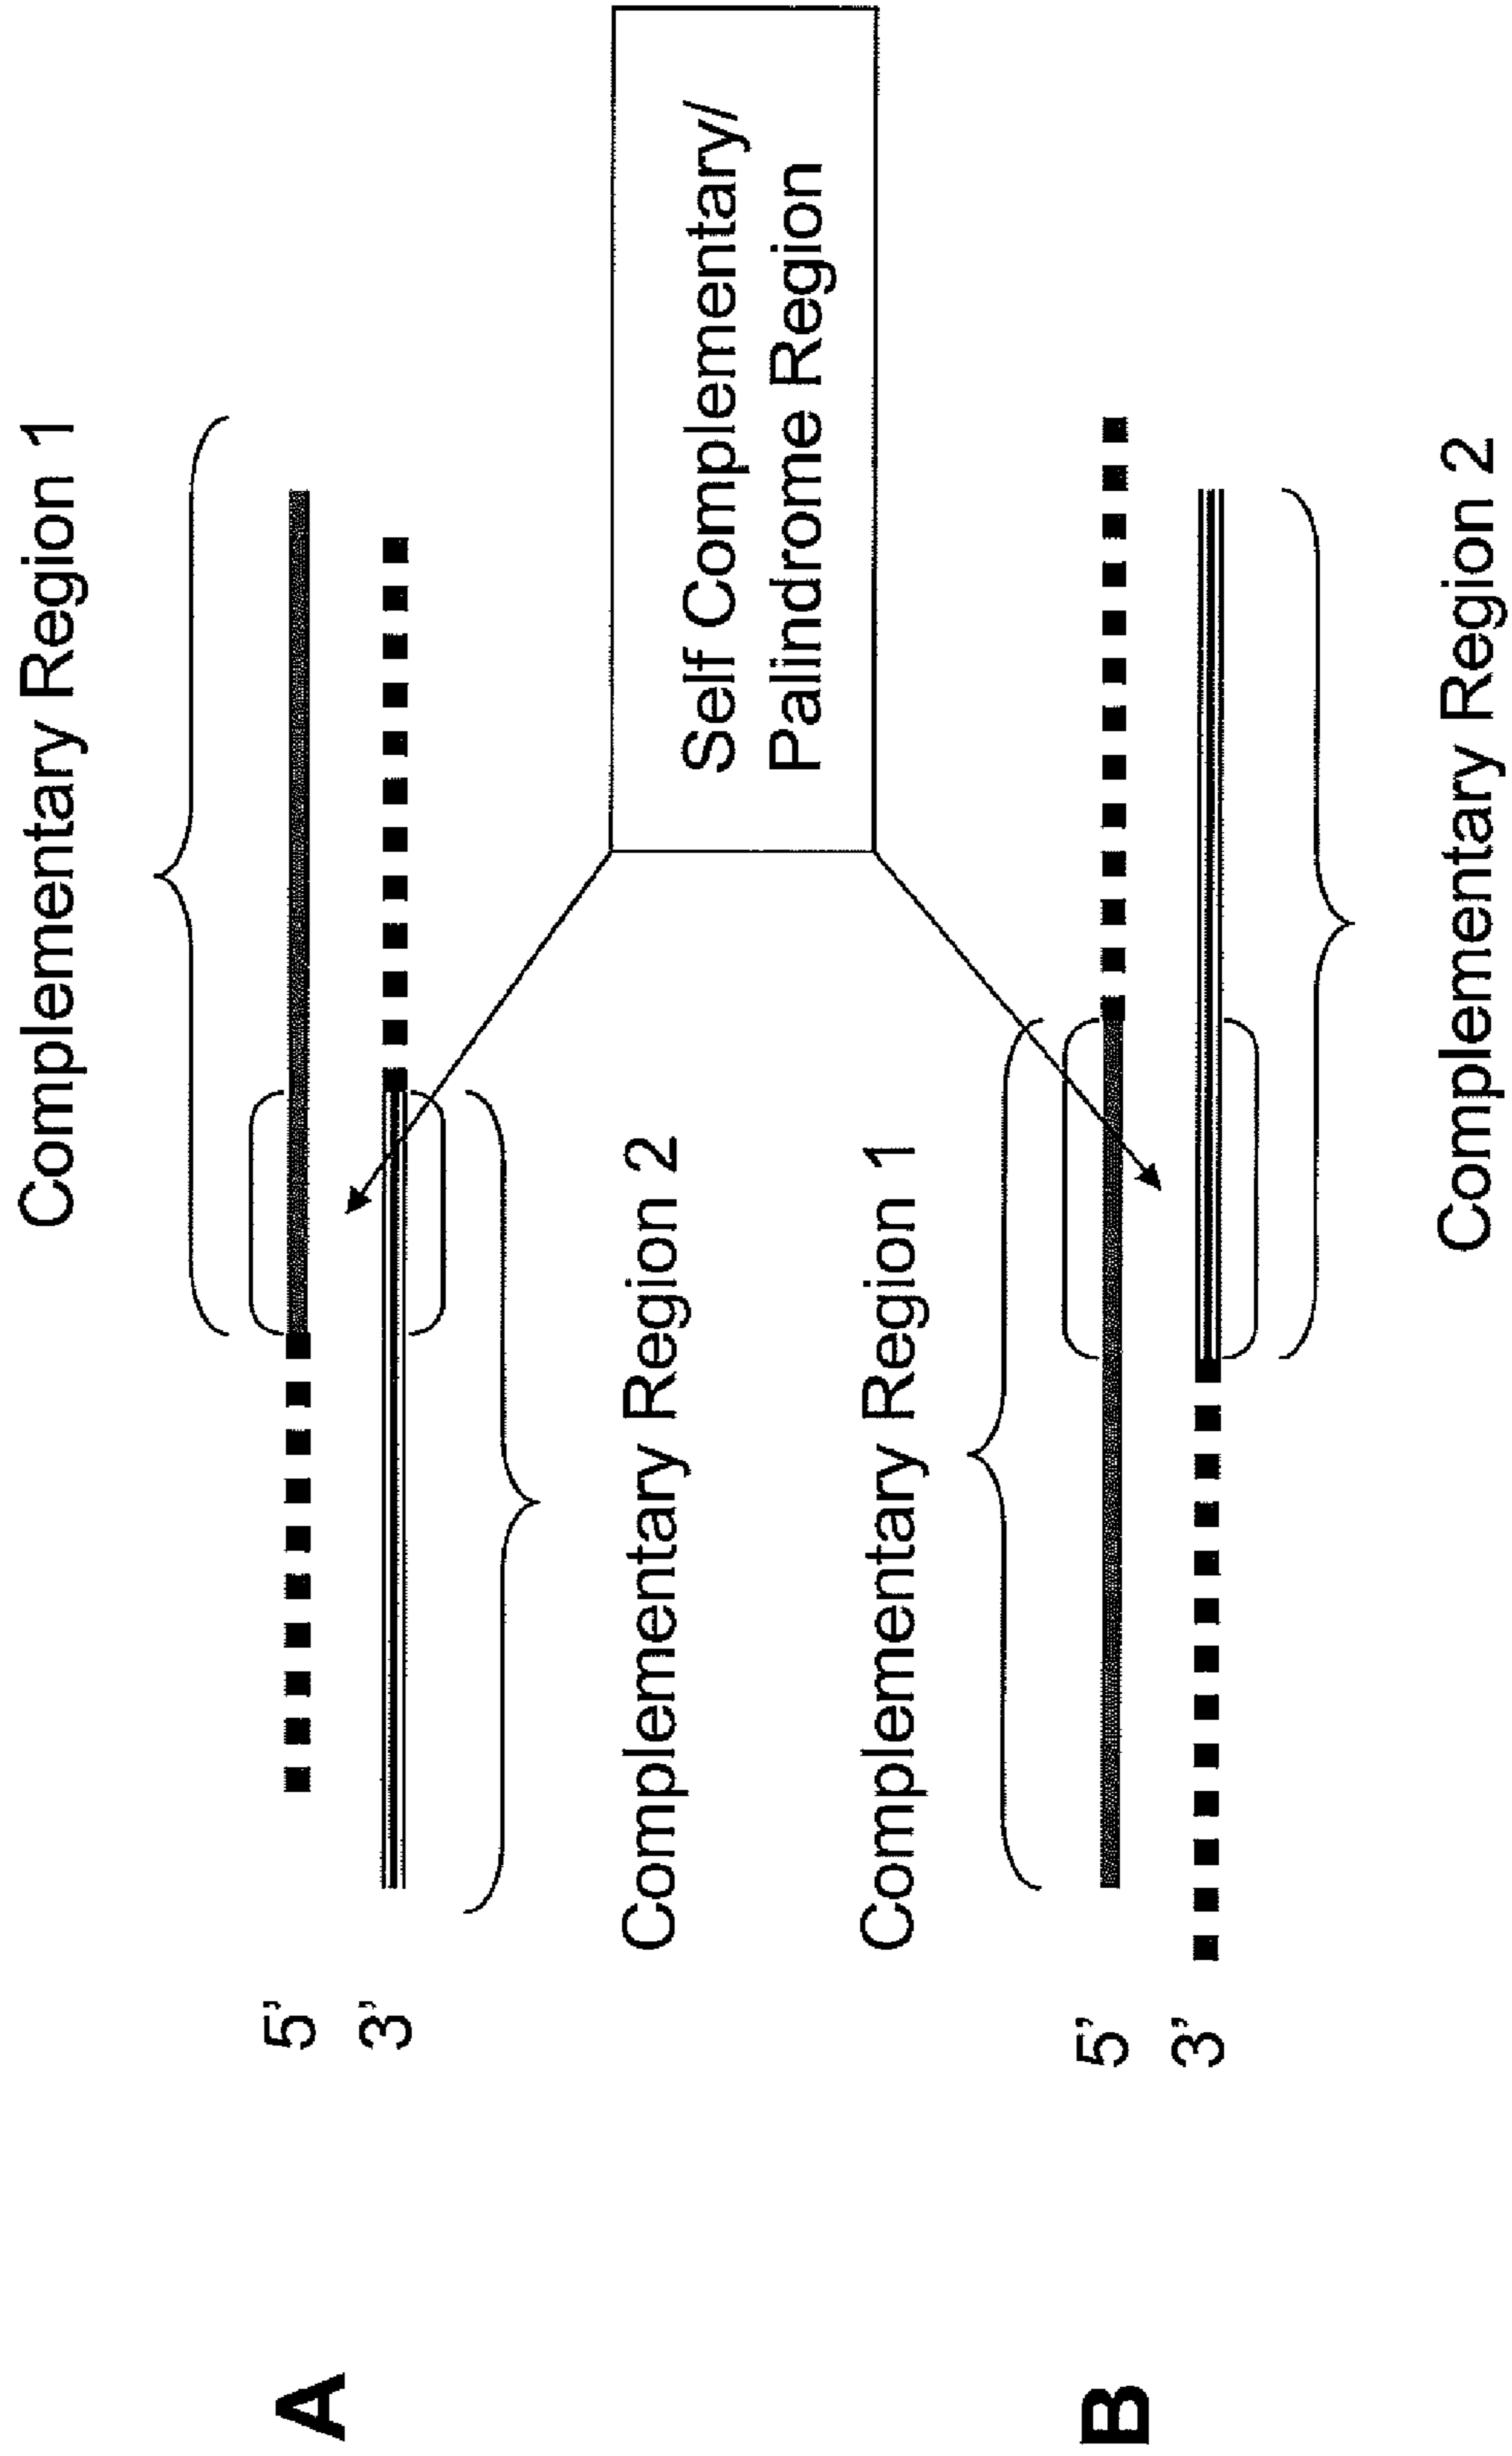 A
Complementary Region 1
5'
3'
Complementary Region 2
Self Complementary/
Palindrome Region
B
Complementary Region 1
5'
3'
Complementary Region 2